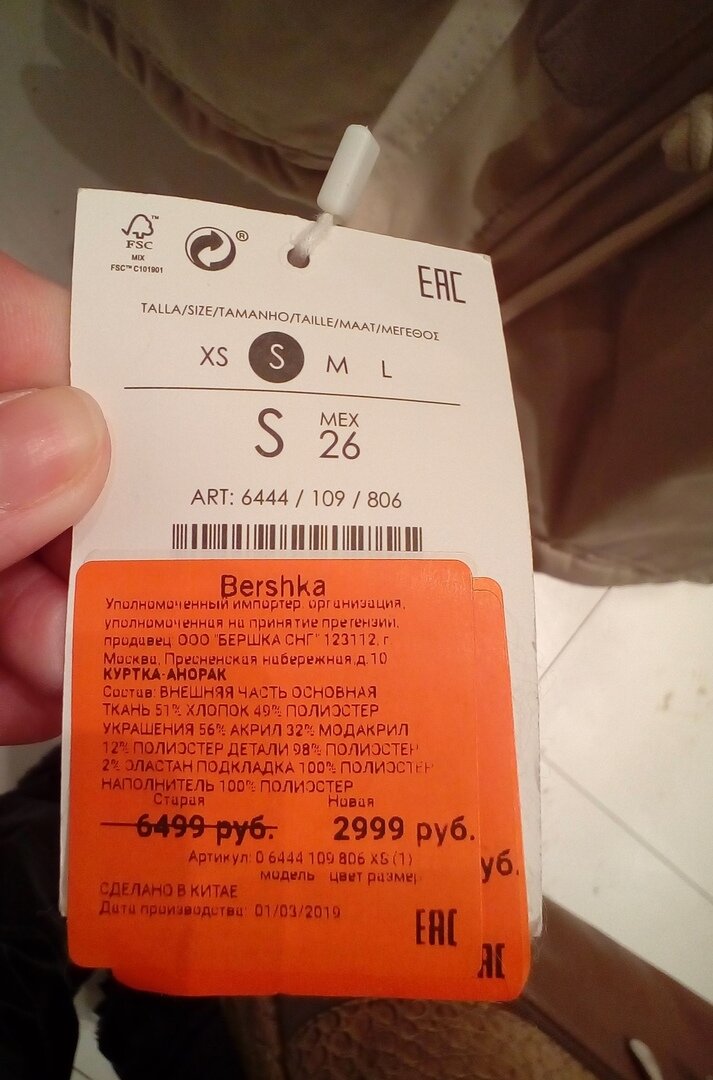 FSC™
MIX
FSC™ C101901
®
EAC
TALLA/SIZE/TAMANHO/TAILLE/MAAT/ΜΕΓΕΘΟΣ
XS S M L
S MEX 26
ART: 6444 / 109 / 806
Bershka
Уполномоченный импортер, организация,
уполномоченная на принятие претензий,
продавец: ООО "БЕРШКА СНГ" 123112, г.
Москва, Пресненская набережная,д.10
КУРТКА-АНОРАК
Состав: ВНЕШНЯЯ ЧАСТЬ ОСНОВНАЯ
ТКАНЬ 51% ХЛОПОК 49% ПОЛИЭСТЕР
УКРАШЕНИЯ 56% АКРИЛ 32% МОДАКРИЛ
12% ПОЛИЭСТЕР ДЕТАЛИ 98% ПОЛИЭСТЕР
2% ЭЛАСТАН ПОДКЛАДКА 100% ПОЛИЭСТЕР
НАПОЛНИТЕЛЬ 100% ПОЛИЭСТЕР
Старая Новая
6499 руб. 2999 руб.
Артикул: 0 6444 109 806 XS (1)
модель цвет размер
СДЕЛАНО В КИТАЕ
Дата производства: 01/03/2019
EAC
уб.
AC